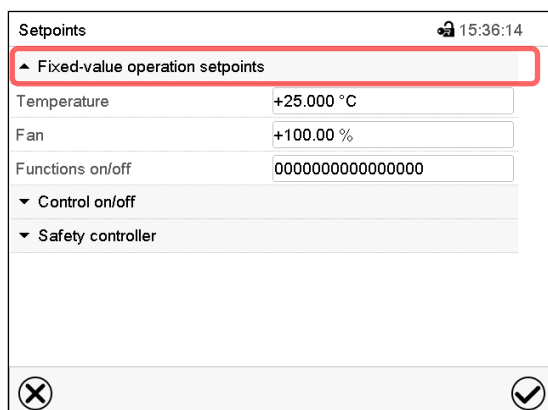 Setpoints 15:36:14
Fixed-value operation setpoints
Temperature +25.000 °C
Fan +100.00 %
Functions on/off 0000000000000000
Control on/off
Safety controller